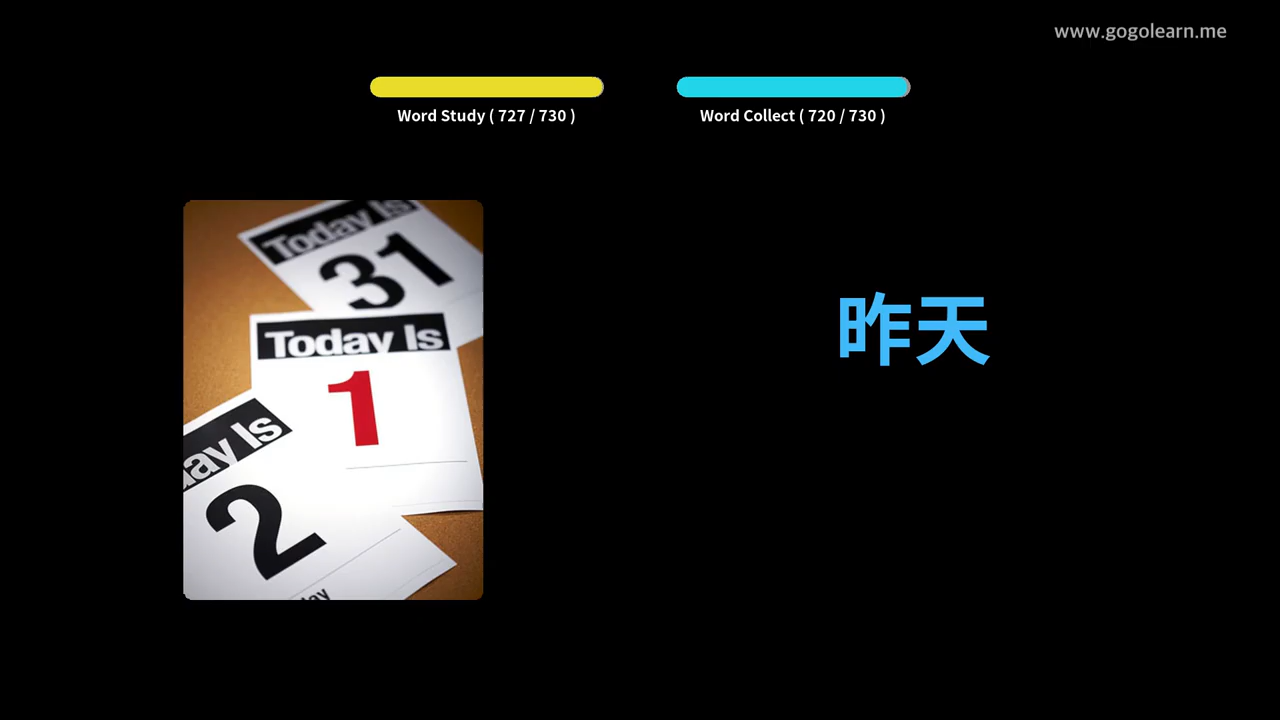 www.gogolearn.me
Word Study ( 727 / 730 )
Word Collect ( 720 / 730 )
Today Is
31
Today Is
1
ay Is
2
昨天